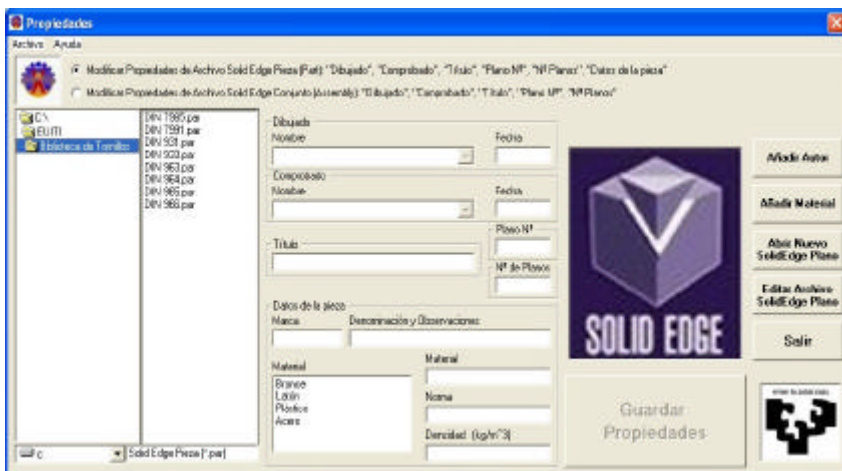 Propiedades
Archivo Ayuda
Modificar Propiedades de Archivo Solid Edge Pieza (Part): "Dibujado", "Comprobado", "Título", "Plano Nº", "Nº Planos", "Datos de la pieza"
Modificar Propiedades de Archivo Solid Edge Conjunto (Assembly): "Dibujado", "Comprobado", "Título", "Plano Nº", "Nº Planos"
C:\
EUITI
Biblioteca de Tornillos
DIN 7985.par
DIN 7991.par
DIN 931.par
DIN 933.par
DIN 963.par
DIN 964.par
DIN 965.par
DIN 966.par
Dibujado
Nombre Fecha
Comprobado
Nombre Fecha
Plano Nº
Título
Nº de Planos
Datos de la pieza
Marca Denominación y Observaciones
Material
Bronce
Latón
Plástico
Acero
Material
Norma
Densidad (kg/m^3)
SOLID EDGE
Guardar
Propiedades
Añadir Autor
Añadir Material
Abrir Nuevo
SolidEdge Plano
Editar Archivo
SolidEdge Plano
Salir
c:
Solid Edge Pieza (*.par)